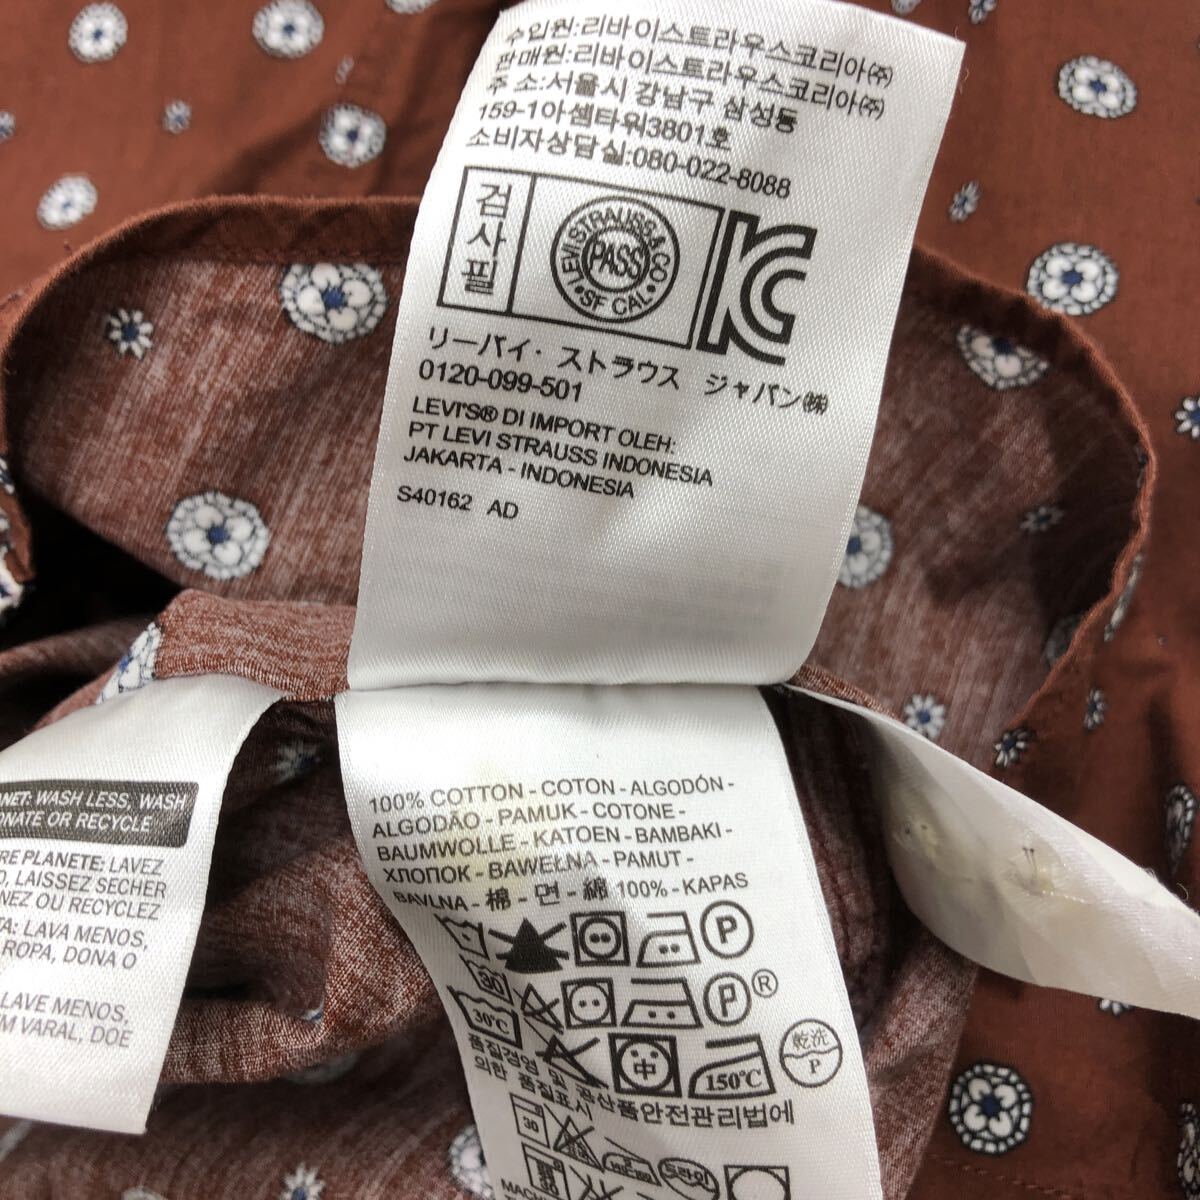 수입원:리바이스트라우스코리아㈜
판매원:리바이스트라우스코리아㈜
주 소:서울시 강남구 삼성동
159-1아셈타워3801호
소비자상담실:080-022-8088
검사필
LEVI STRAUSS & CO
PASS
SF CAL
リーバイ・ストラウス ジャパン㈱
0120-099-501
LEVI'S® DI IMPORT OLEH:
PT LEVI STRAUSS INDONESIA
JAKARTA - INDONESIA
S40162 AD
NET: WASH LESS, WASH
ONATE OR RECYCLE
RE PLANETE: LAVEZ
O, LAISSEZ SECHER
NEZ OU RECYCLEZ
TA: LAVA MENOS,
ROPA, DONA O
LAVE MENOS,
M VARAL, DOE
100% COTTON - COTON - ALGODÓN -
ALGODÃO - PAMUK - COTONE -
BAUMWOLLE - KATOEN - BAMBAKI -
ХЛОПОК - BAWEŁNA - PAMUT -
BAVLNA - 棉 - 면 - 綿 100% - KAPAS
P
30 P ®
30°C 中 150°C 乾洗 P
품질경영 및 공산품안전관리법에
의한 품질표시
30 드라이